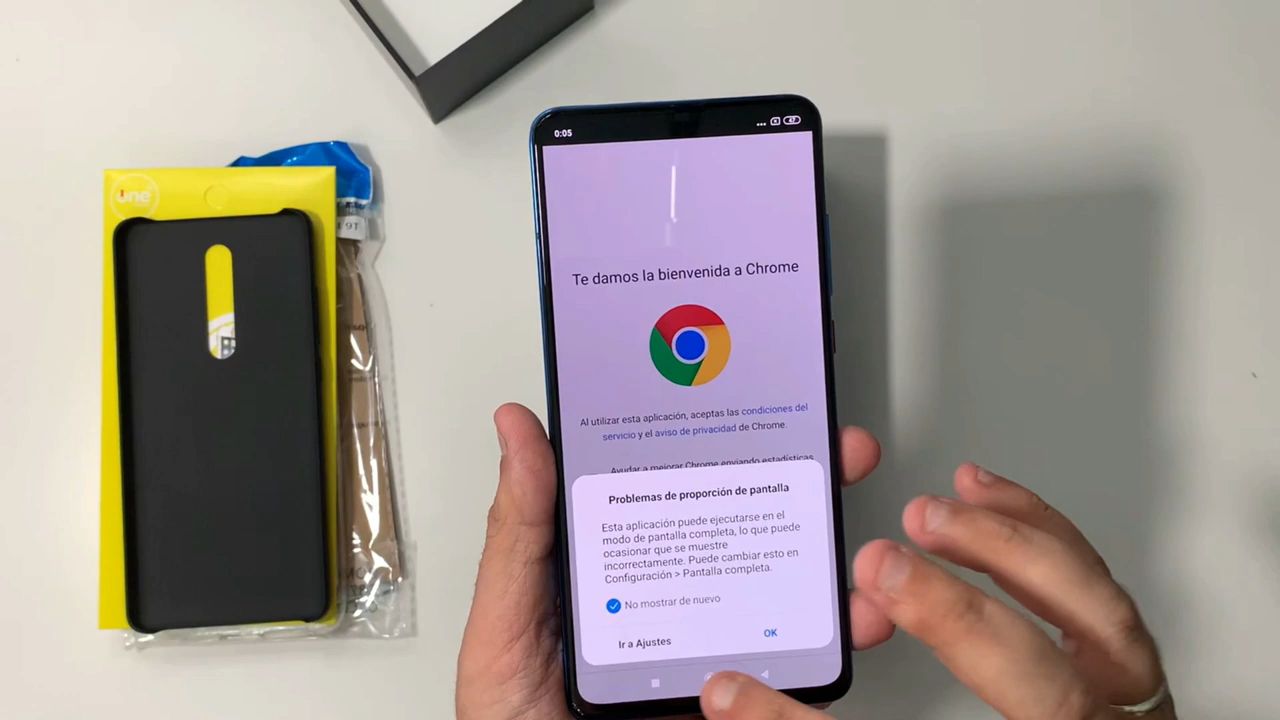 one
9T
0:05
47
Te damos la bienvenida a Chrome
Al utilizar esta aplicación, aceptas las condiciones del
servicio y el aviso de privacidad de Chrome.
Ayudar a mejorar Chrome enviando estadísticas
Problemas de proporción de pantalla
Esta aplicación puede ejecutarse en el
modo de pantalla completa, lo que puede
ocasionar que se muestre
incorrectamente. Puede cambiar esto en
Configuración > Pantalla completa.
No mostrar de nuevo
Ir a Ajustes
OK